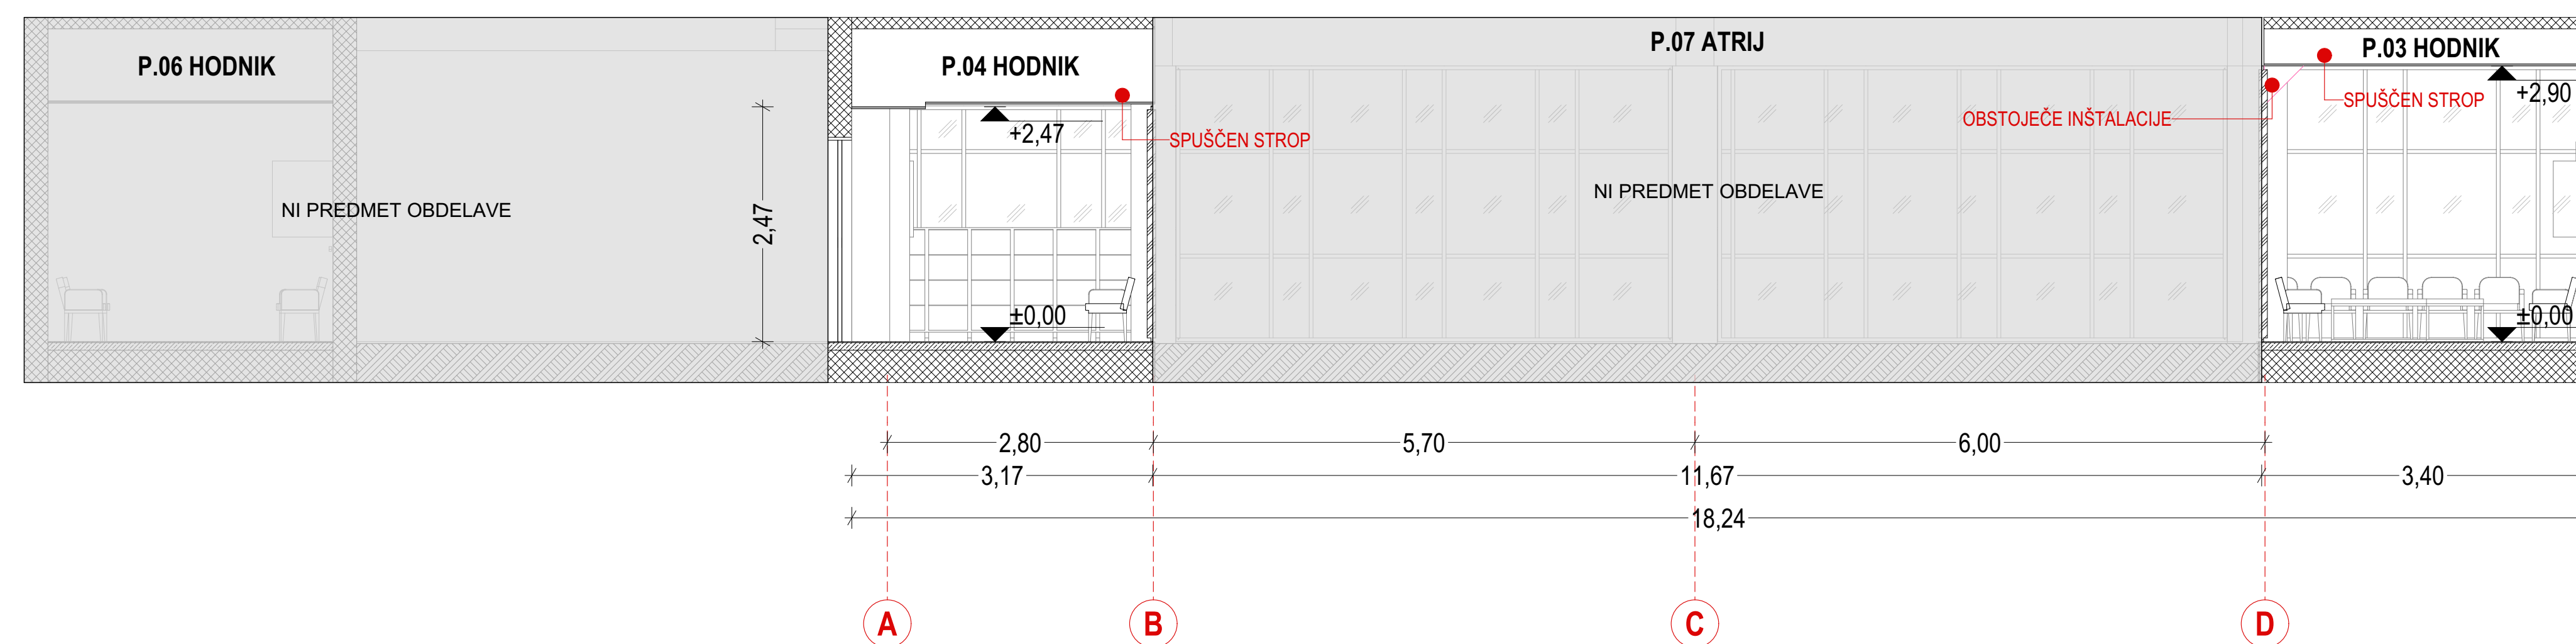 P.06 HODNIK
P.04 HODNIK
P.07 ATRIJ
P.03 HODNIK
+2,90
SPUŠČEN STROP
OBSTOJEČE INŠTALACIJE
+2,47
SPUŠČEN STROP
NI PREDMET OBDELAVE
NI PREDMET OBDELAVE
2,47
±0,00
±0,00
2,80
5,70
6,00
3,17
11,67
3,40
18,24
A
B
C
D